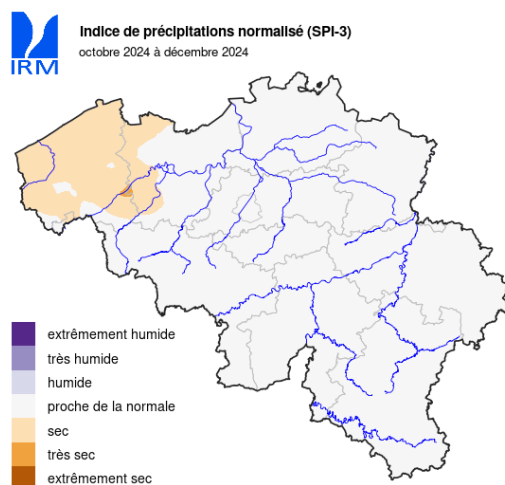 Indice de précipitations normalisé (SPI-3)
octobre 2024 à décembre 2024
IRM
extrêmement humide
très humide
humide
proche de la normale
sec
très sec
extrêmement sec